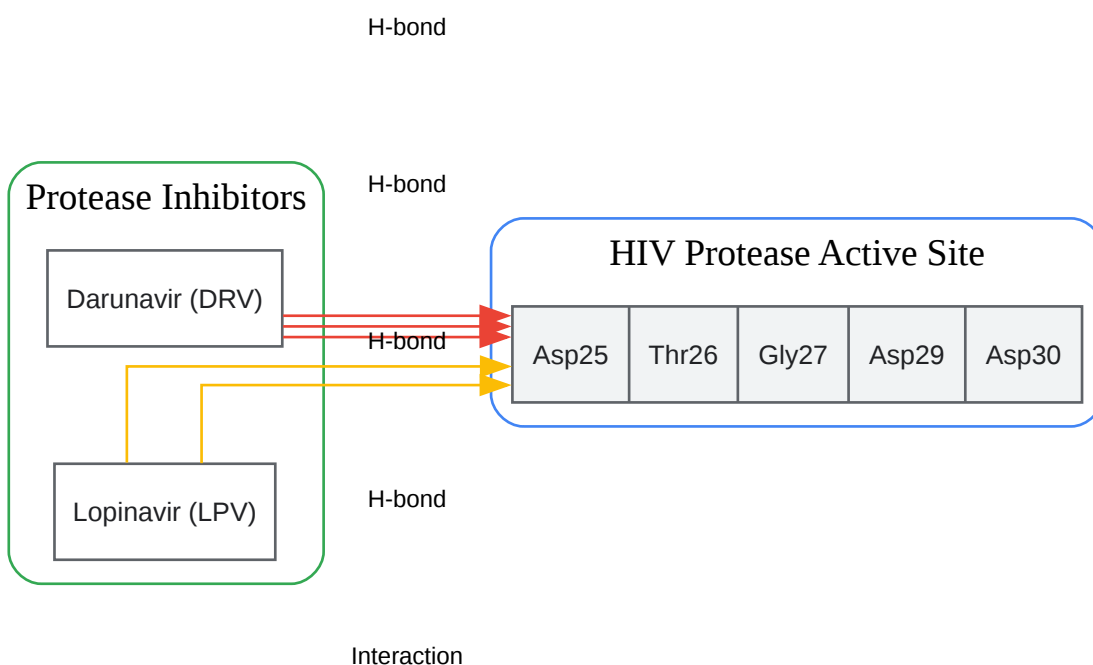 H-bond
H-bond
Protease Inhibitors
HIV Protease Active Site
Darunavir (DRV)
H-bond
Asp25
Thr26
Gly27
Asp29
Asp30
H-bond
Lopinavir (LPV)
Interaction